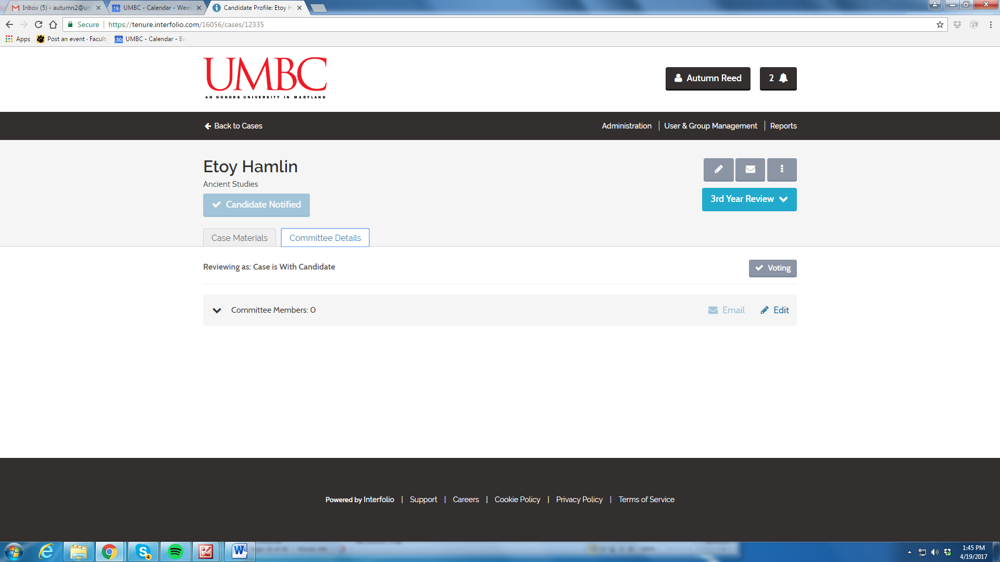 Inbox (5) - autumn2@um
UMBC - Calendar - Week
Candidate Profile: Etoy H
Secure https://tenure.interfolio.com/16056/cases/12335
Apps Post an event · Faculty UMBC - Calendar - Ev
UMBC
AN HONORS UNIVERSITY IN MARYLAND
Autumn Reed
2
Back to Cases
Administration
User & Group Management
Reports
Etoy Hamlin
Ancient Studies
Candidate Notified
3rd Year Review
Case Materials
Committee Details
Reviewing as: Case is With Candidate
Voting
Committee Members: 0
Email
Edit
Powered by Interfolio | Support | Careers | Cookie Policy | Privacy Policy | Terms of Service
1:45 PM
4/19/2017